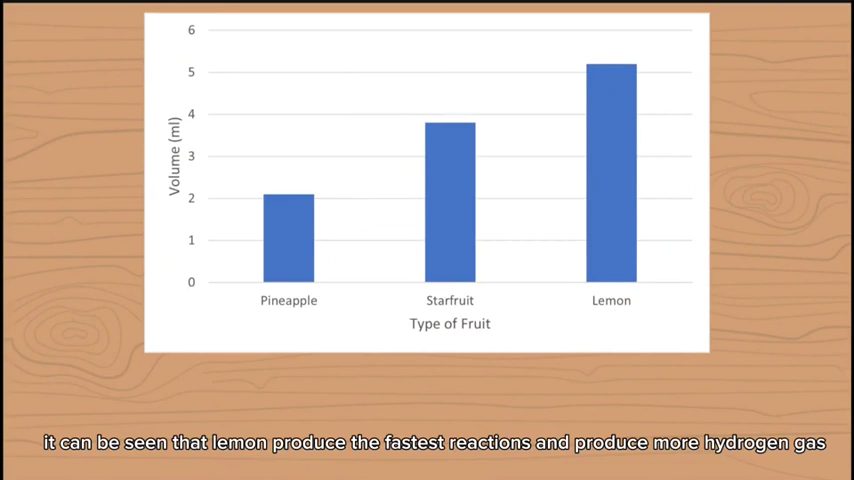 6
5
4
3
2
1
0
Volume (ml)
Pineapple Starfruit Lemon
Type of Fruit
it can be seen that lemon produce the fastest reactions and produce more hydrogen gas